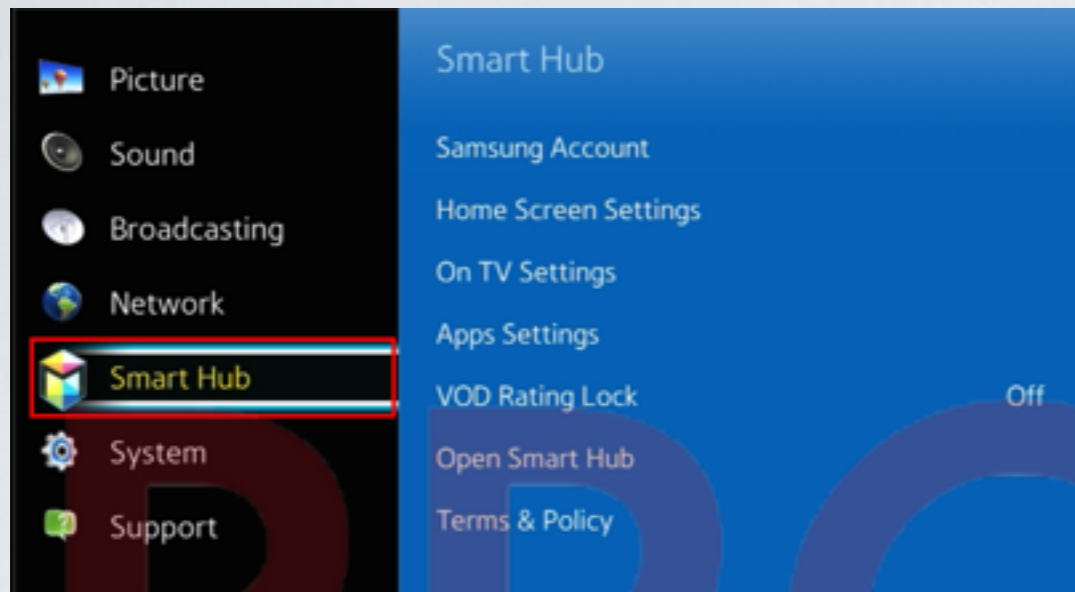 Picture
Sound
Broadcasting
Network
Smart Hub
System
Support
Smart Hub
Samsung Account
Home Screen Settings
On TV Settings
Apps Settings
VOD Rating Lock Off
Open Smart Hub
Terms & Policy